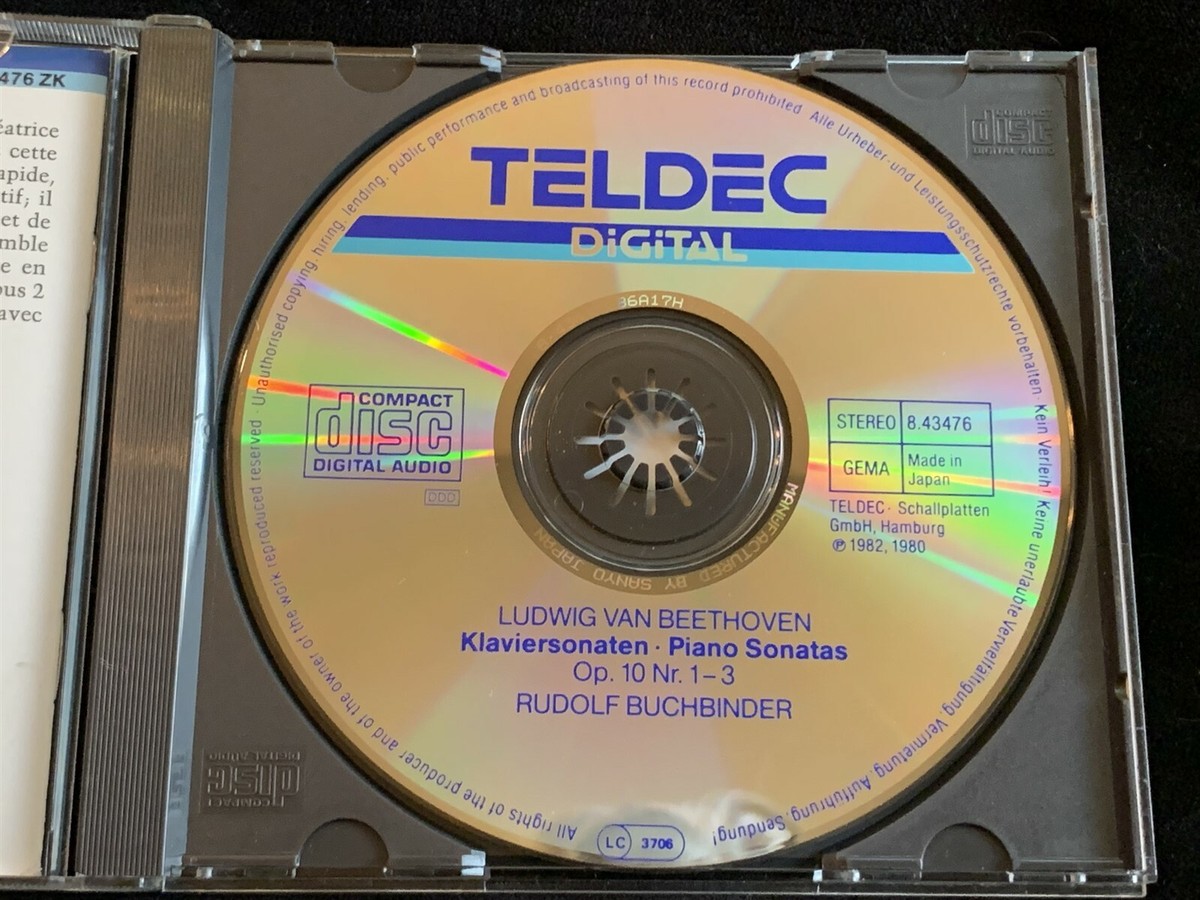 476 ZK
éatrice
cette
apide,
tif; il
et de
mble
e en
pus 2
avec
TELDEC
DiGiTAL
36A17H
COMPACT
disc
DIGITAL AUDIO
DDD
STEREO 8.43476
GEMA Made in
Japan
TELDEC · Schallplatten
GmbH, Hamburg
℗ 1982, 1980
MANUFACTURED BY SANYO JAPAN
LUDWIG VAN BEETHOVEN
Klaviersonaten · Piano Sonatas
Op. 10 Nr. 1–3
RUDOLF BUCHBINDER
LC 3706
All rights of the producer and of the owner of the work reproduced reserved · Unauthorised copying, hiring, lending, public performance and broadcasting of this record prohibited
Alle Urheber- und Leistungsschutzrechte vorbehalten · Kein Verleih! Keine unerlaubte Vervielfältigung, Vermietung, Aufführung, Sendung!
COMPACT
disc
DIGITAL AUDIO
COMPACT
disc
DIGITAL AUDIO